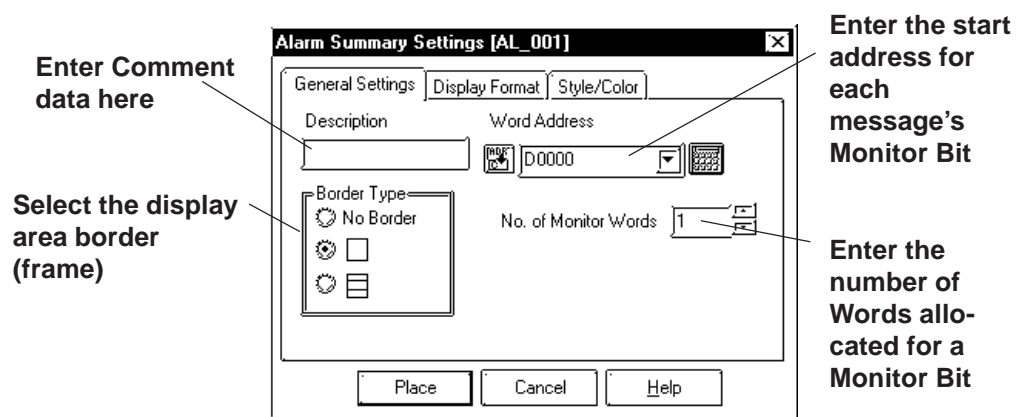 Enter Comment
data here
Select the display
area border
(frame)
Alarm Summary Settings [AL_001]
General Settings
Display Format
Style/Color
Description
Word Address
D0000
Border Type
No Border
No. of Monitor Words
1
Place
Cancel
Help
Enter the start
address for
each
message's
Monitor Bit
Enter the
number of
Words allo-
cated for a
Monitor Bit